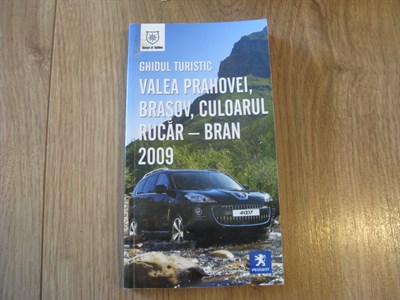 GHIDUL TURISTIC
VALEA PRAHOVEI,
BRAȘOV, CULOARUL
RUCĂR – BRAN
2009
4007
PEUGEOT